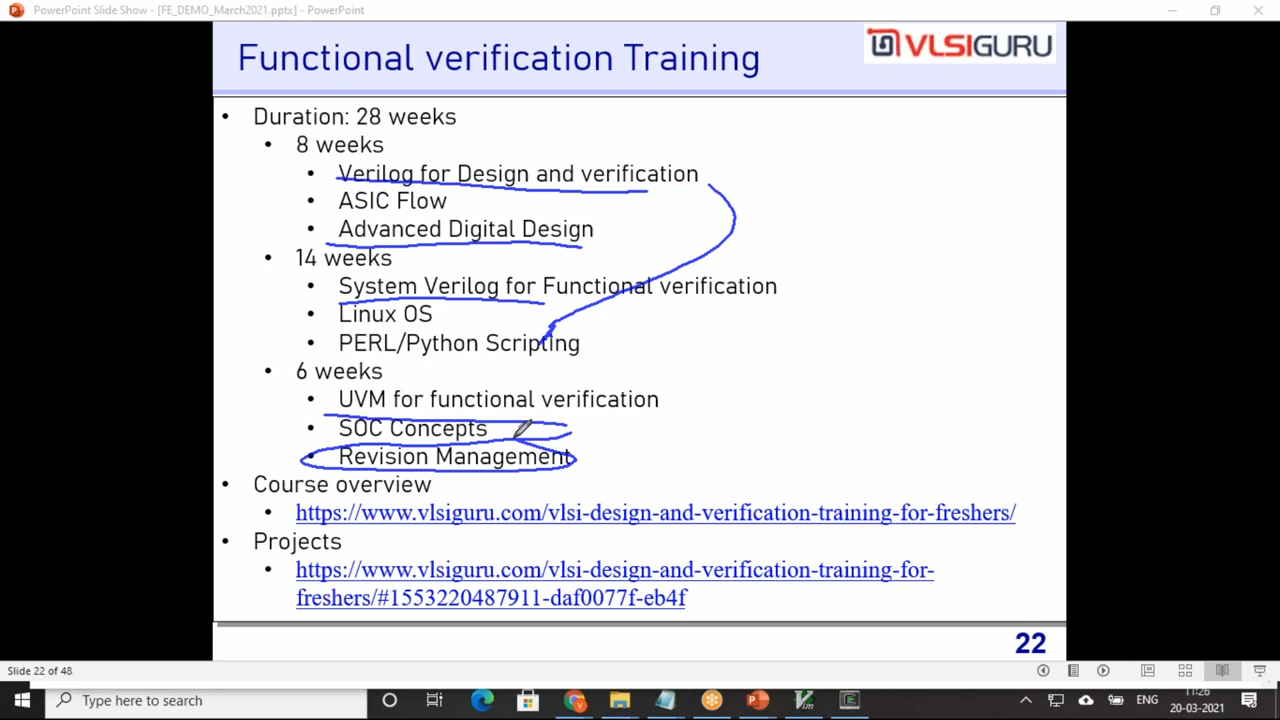 PowerPoint Slide Show - [FE_DEMO_March2021.pptx] - PowerPoint
Functional verification Training
VLSIGURU
• Duration: 28 weeks
• 8 weeks
• Verilog for Design and verification
• ASIC Flow
• Advanced Digital Design
• 14 weeks
• System Verilog for Functional verification
• Linux OS
• PERL/Python Scripting
• 6 weeks
• UVM for functional verification
• SOC Concepts
• Revision Management
• Course overview
• https://www.vlsiguru.com/vlsi-design-and-verification-training-for-freshers/
• Projects
• https://www.vlsiguru.com/vlsi-design-and-verification-training-for-
freshers/#1553220487911-daf0077f-eb4f
22
Slide 22 of 48
Type here to search
ENG
11:26
20-03-2021